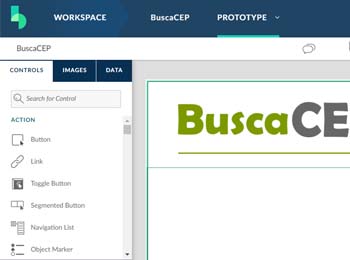 WORKSPACE BuscaCEP PROTOTYPE
BuscaCEP
CONTROLS IMAGES DATA
Search for Control
BuscaCE
ACTION
Button
Link
Toggle Button
Segmented Button
Navigation List
Object Marker